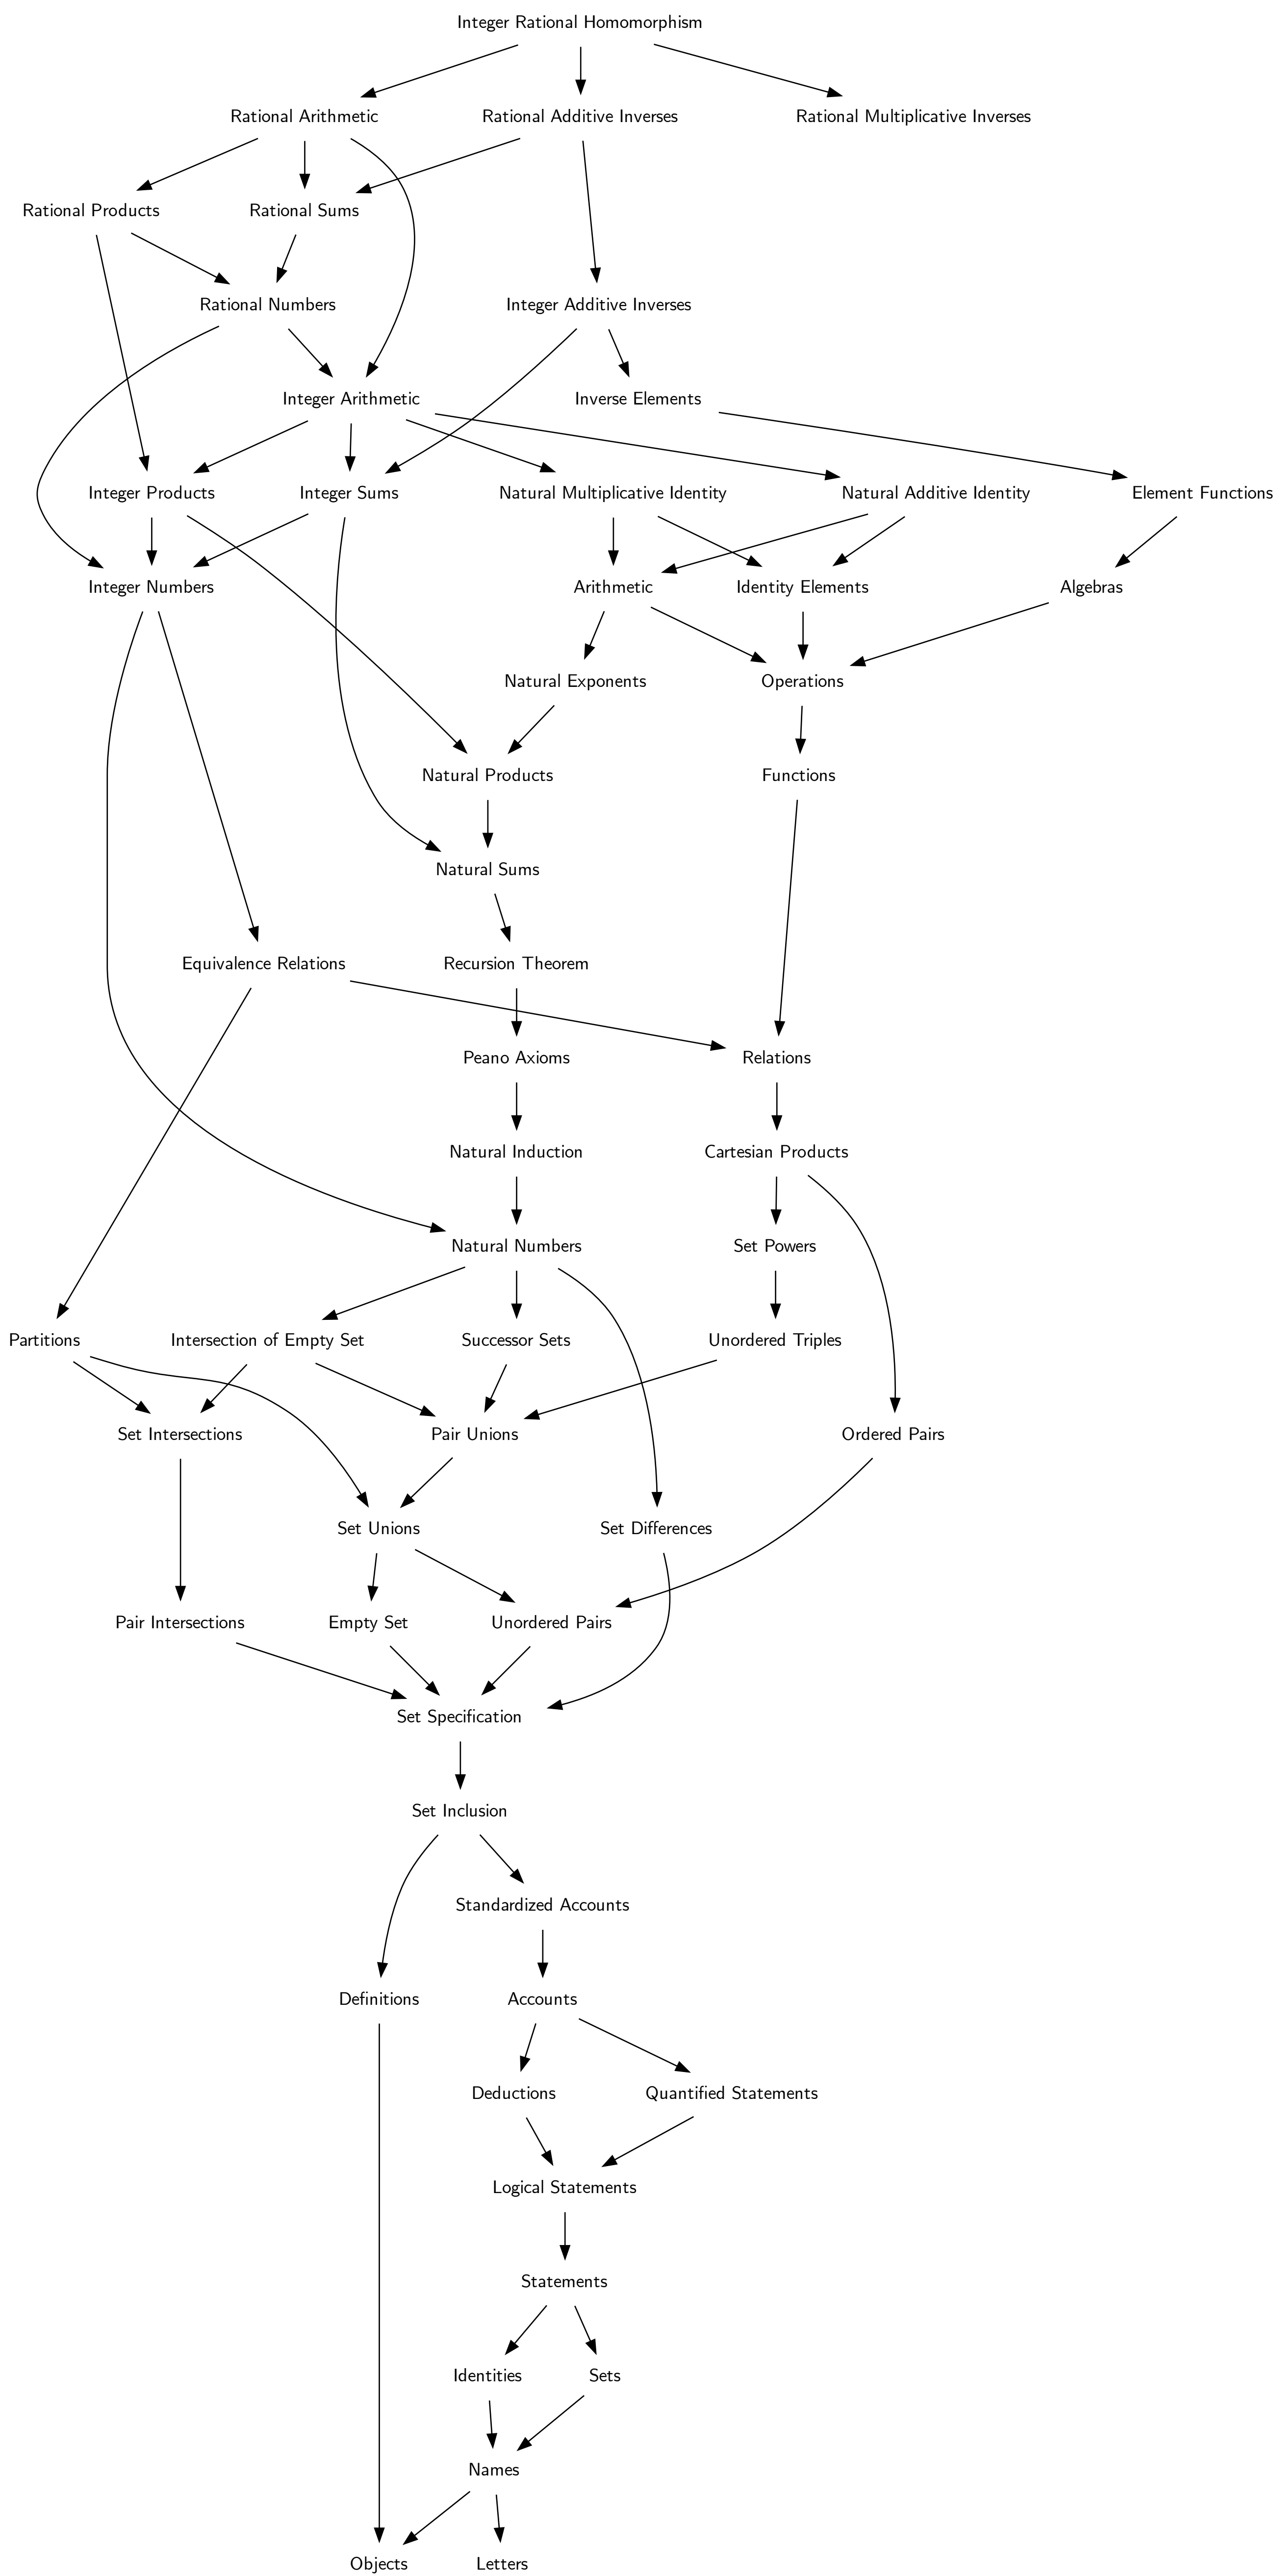 Integer Rational Homomorphism
Rational Arithmetic
Rational Additive Inverses
Rational Multiplicative Inverses
Rational Products
Rational Sums
Rational Numbers
Integer Additive Inverses
Integer Arithmetic
Inverse Elements
Integer Products
Integer Sums
Natural Multiplicative Identity
Natural Additive Identity
Element Functions
Integer Numbers
Arithmetic
Identity Elements
Algebras
Natural Exponents
Operations
Natural Products
Functions
Natural Sums
Equivalence Relations
Recursion Theorem
Peano Axioms
Relations
Natural Induction
Cartesian Products
Natural Numbers
Set Powers
Partitions
Intersection of Empty Set
Successor Sets
Unordered Triples
Set Intersections
Pair Unions
Ordered Pairs
Set Unions
Set Differences
Pair Intersections
Empty Set
Unordered Pairs
Set Specification
Set Inclusion
Standardized Accounts
Definitions
Accounts
Deductions
Quantified Statements
Logical Statements
Statements
Identities
Sets
Names
Objects
Letters